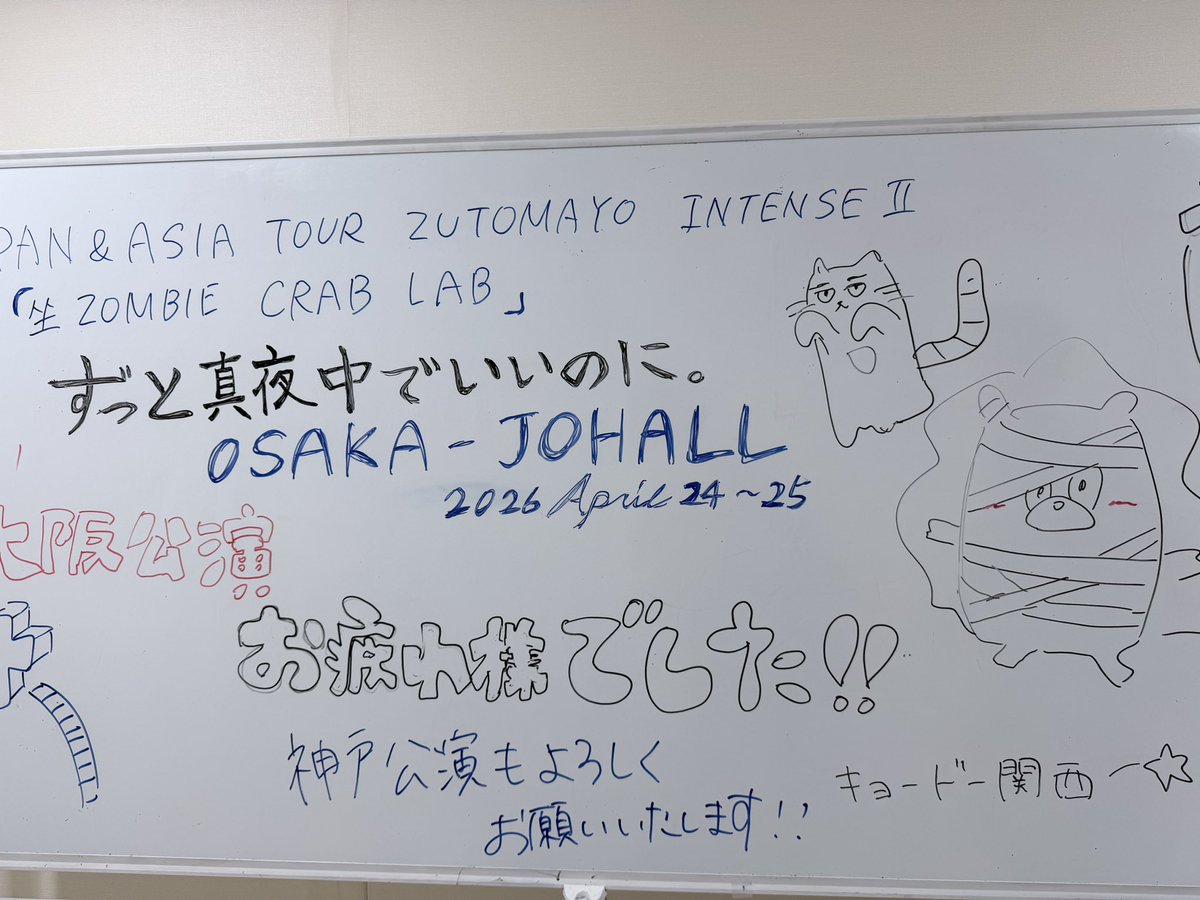 PAN & ASIA TOUR ZUTOMAYO INTENSE II
「坐 ZOMBIE CRAB LAB」
ずっと真夜中でいいのに。
OSAKA-JOHALL
2026 April 24~25
大阪公演
お疲れ様でした!!
神戸公演もよろしく
お願いいたします!!
キョードー関西ー☆